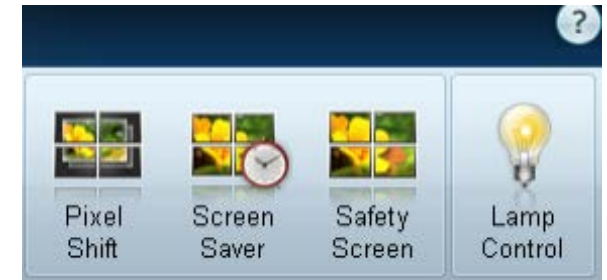 ?
Pixel
Shift
Screen
Saver
Safety
Screen
Lamp
Control